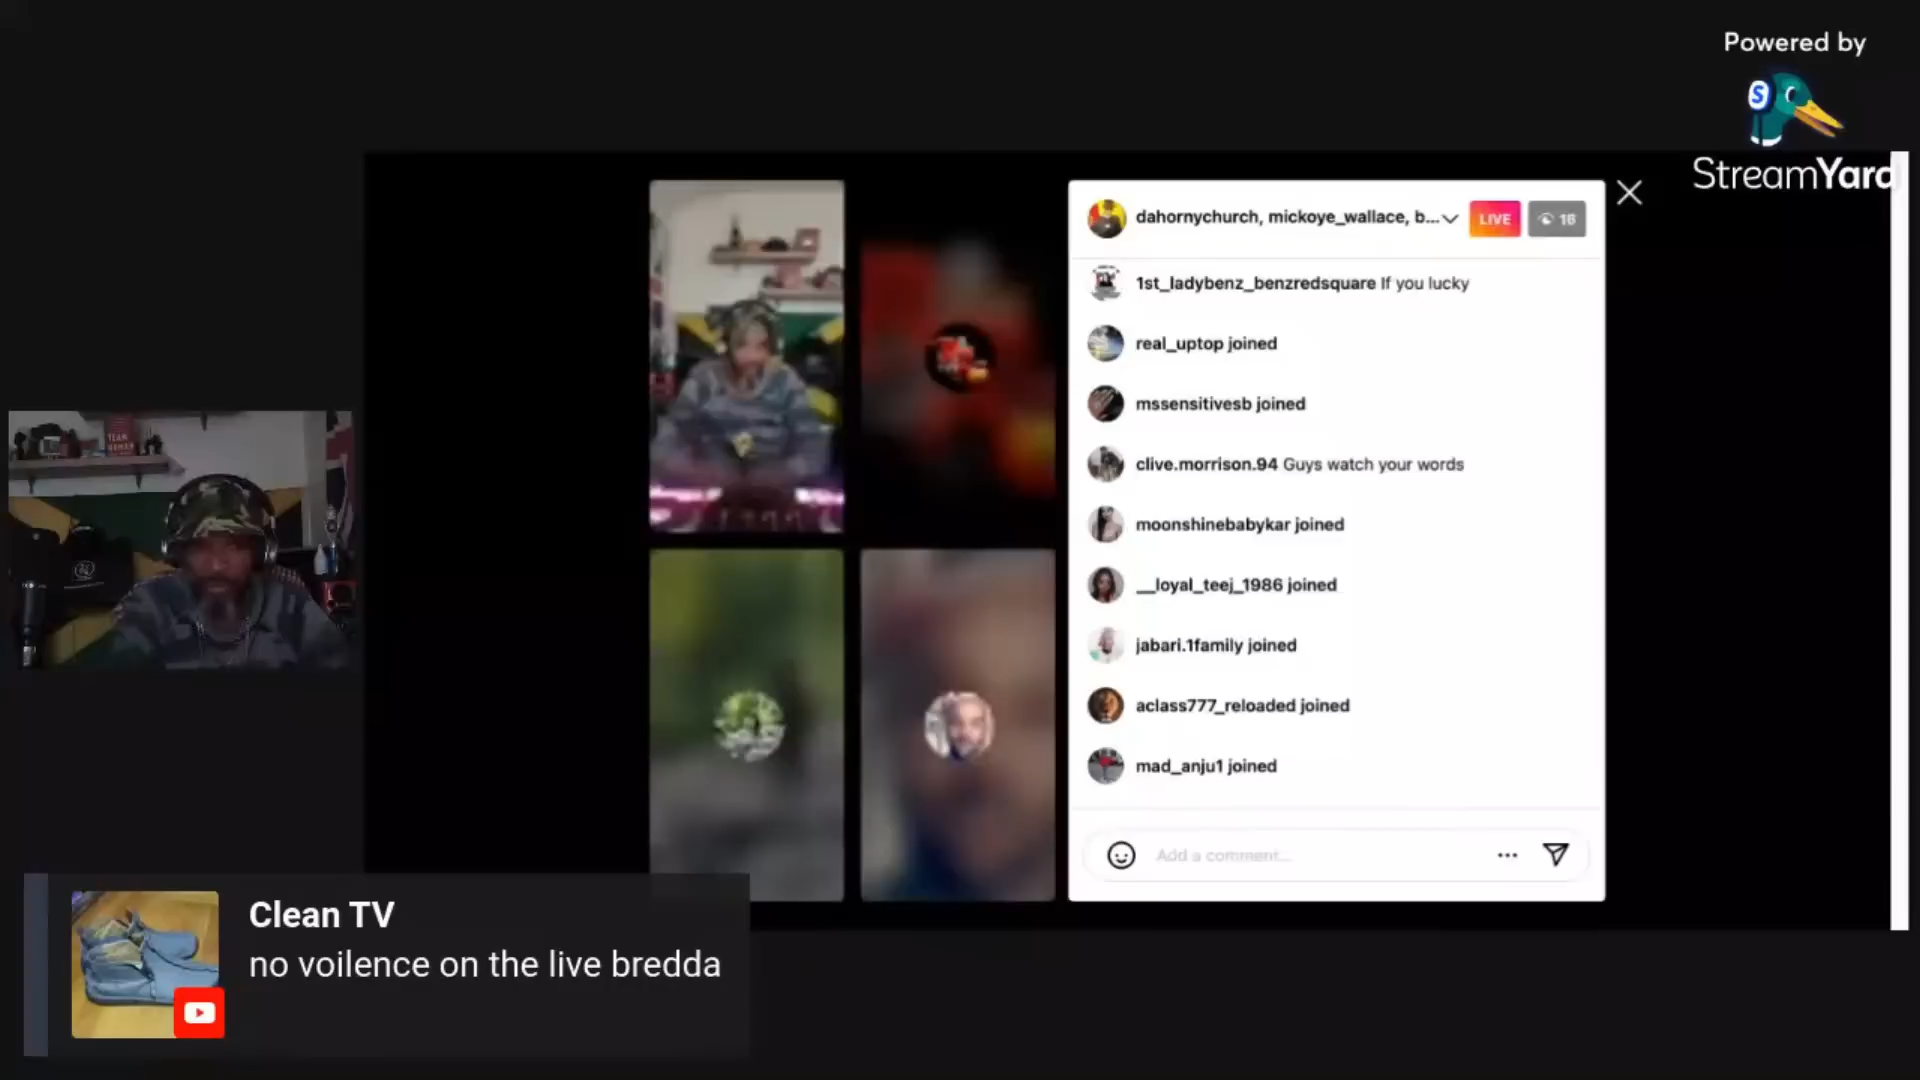 Powered by
StreamYard
dahornychurch, mickoye_wallace, b...
LIVE
16
1st_ladybenz_benzredsquare If you lucky
real_uptop joined
mssensitivesb joined
clive.morrison.94 Guys watch your words
moonshinebabykar joined
__loyal_teej_1986 joined
jabari.1family joined
aclass777_reloaded joined
mad_anju1 joined
Add a comment...
TEAM
Clean TV
no voilence on the live bredda